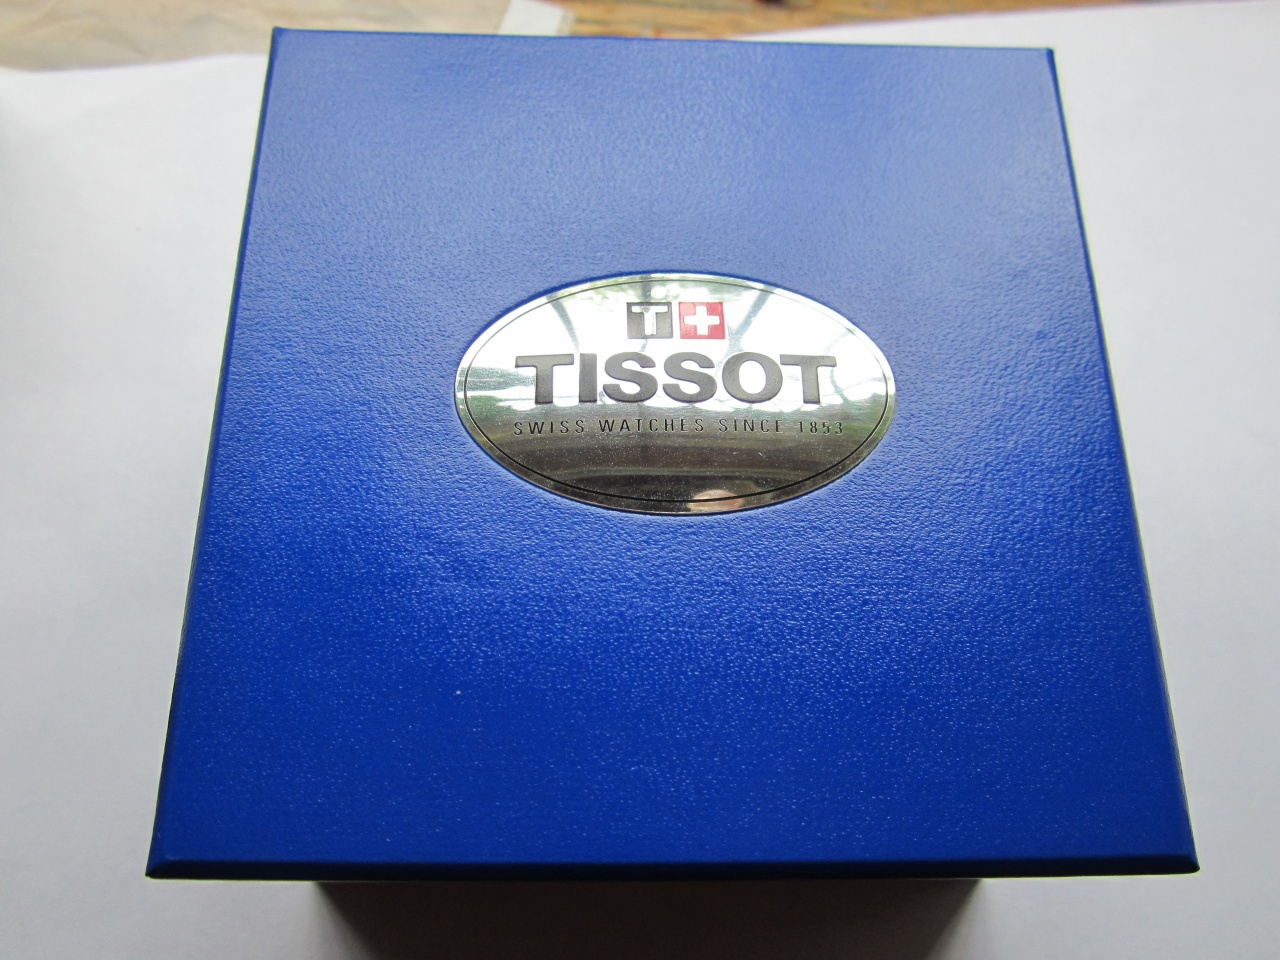 T+
TISSOT
SWISS WATCHES SINCE 1853